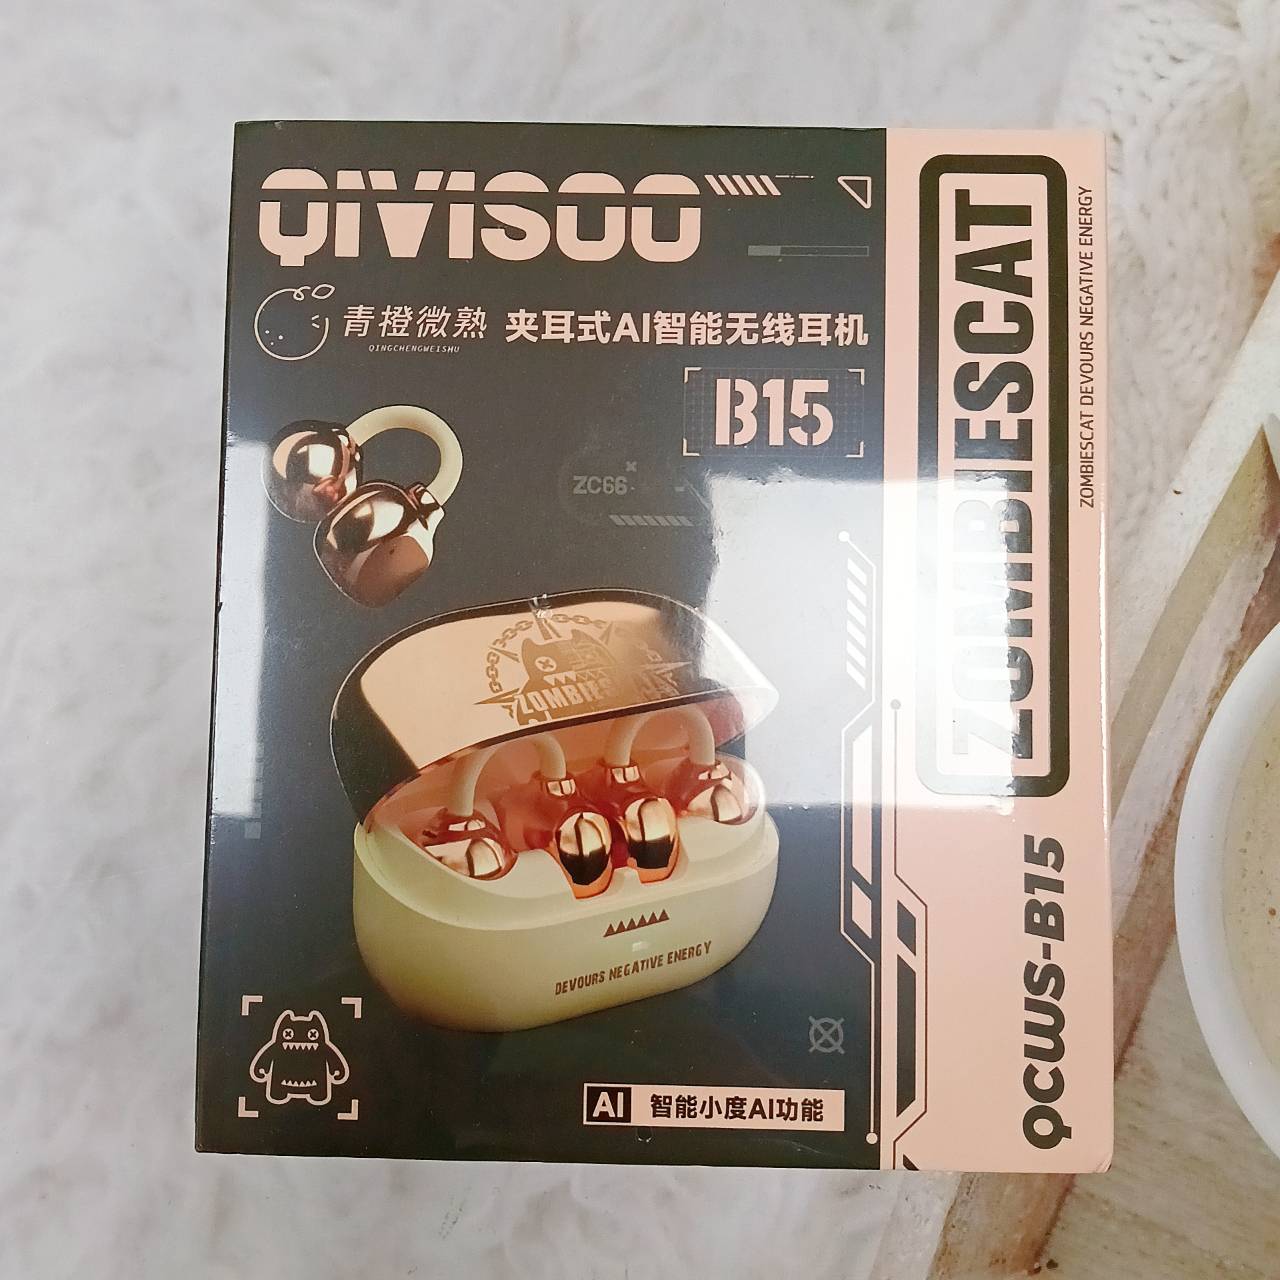 QIVISOO
青橙微熟
QINGCHENGWEISHU
夹耳式AI智能无线耳机
B15
ZC66
ZOMBIES
DEVOURS NEGATIVE ENERGY
AI 智能小度AI功能
ZOMBIESCAT
ZOMBIESCAT DEVOURS NEGATIVE ENERGY
QCWS-B15